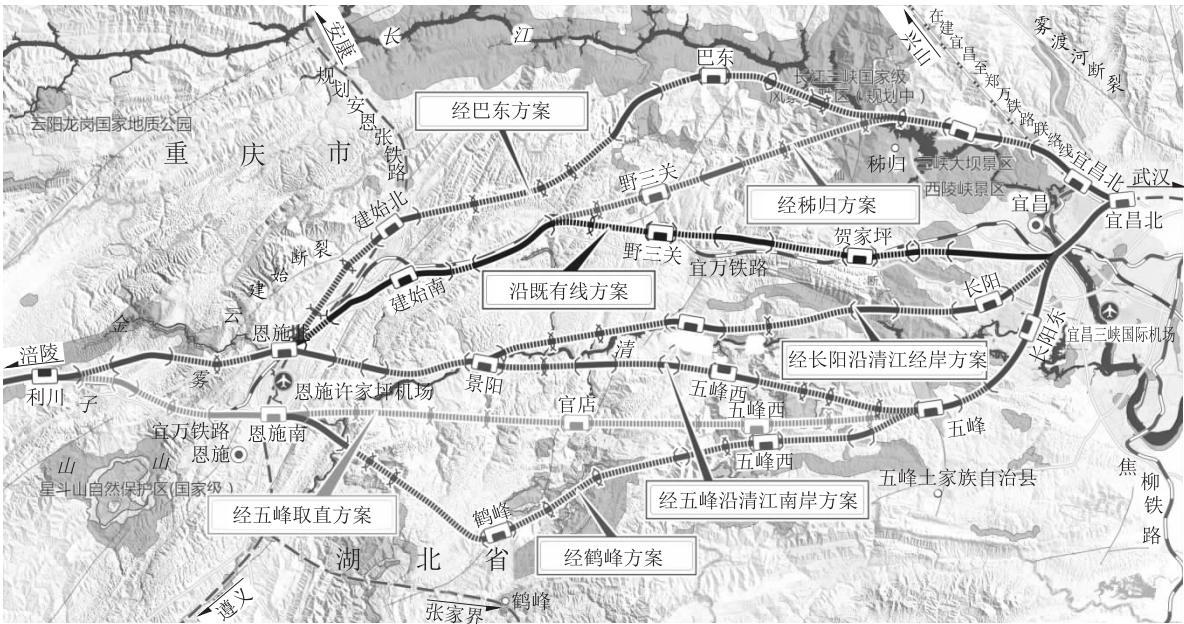 安康
长
江
兴山
在建宜昌至郑万铁路联络线
雾渡河断裂
规划安恩张铁路
云阳龙岗国家地质公园
重庆市
经巴东方案
巴东
长江三峡国家级
风景
区（规划中）
野三关
秭归
三峡大坝景区
西陵峡景区
宜昌北
武汉
宜昌北
宜昌
经秭归方案
建始北
建始
断裂
野三关
宜万铁路
贺家坪
断
建始南
沿既有线方案
长阳
宜昌三峡国际机场
长阳东
金
云
恩施北
涪陵
利川
子
雾
恩施许家坪机场
景阳
清
经长阳沿清江经岸方案
五峰西
官店
五峰西
五峰
宜万铁路
恩施
恩施南
山
山
五峰西
五峰土家族自治县
星斗山自然保护区(国家级)
经五峰取直方案
鹤峰
经五峰沿清江南岸方案
焦柳铁路
经鹤峰方案
湖北省
遵义
张家界
鹤峰